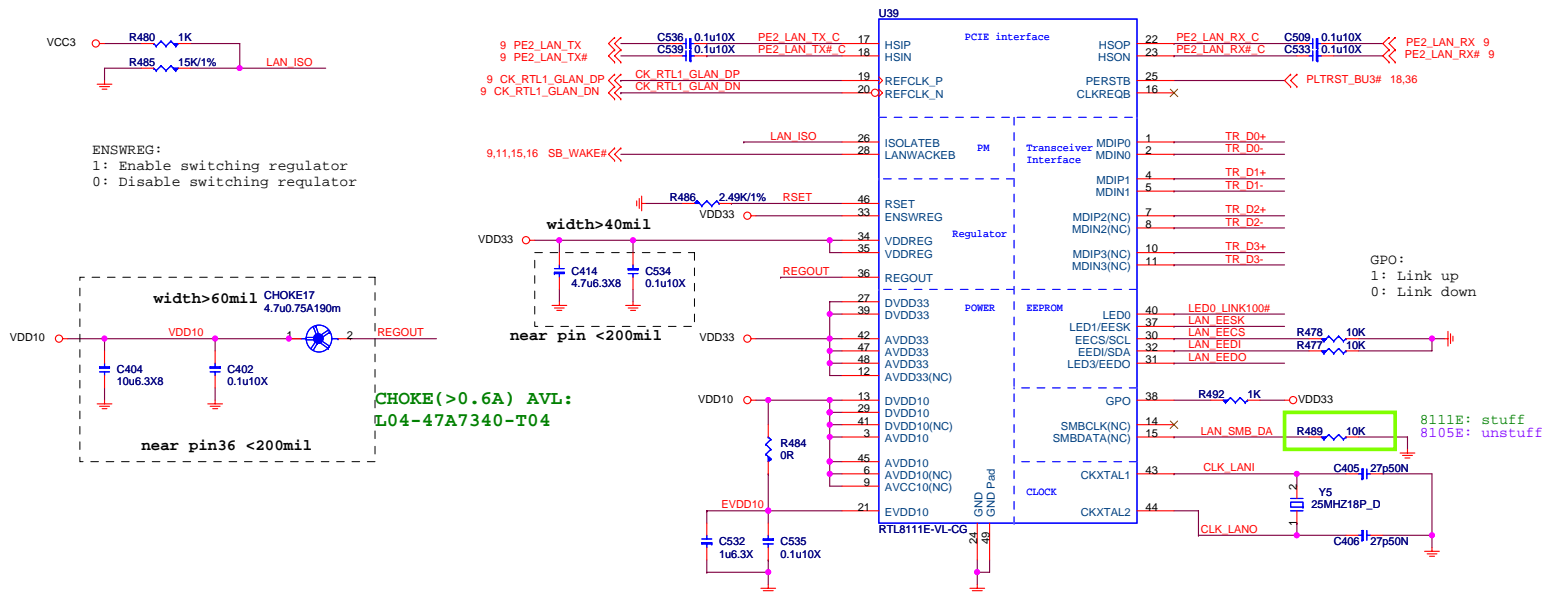 VCC3
R480 1K
R485 15K/1%
LAN_ISO
ENSWREG:
1: Enable switching regulator
0: Disable switching requlator
width>60mil
CHOKE17
4.7u0.75A190m
VDD10
VDD10
1
2
REGOUT
C404
10u6.3X8
C402
0.1u10X
near pin36 <200mil
CHOKE(>0.6A) AVL:
L04-47A7340-T04
9 PE2_LAN_TX
C536 0.1u10X
PE2_LAN_TX_C
17 HSIP
9 PE2_LAN_TX#
C539 0.1u10X
PE2_LAN_TX#_C
18 HSIN
9 CK_RTL1_GLAN_DP
CK_RTL1_GLAN_DP
19 REFCLK_P
9 CK_RTL1_GLAN_DN
CK_RTL1_GLAN_DN
20 REFCLK_N
LAN_ISO
26 ISOLATEB
9,11,15,16 SB_WAKE#
28 LANWACKEB
R486 2.49K/1%
RSET
46 RSET
VDD33
33 ENSWREG
width>40mil
VDD33
34 VDDREG
35 VDDREG
C414
4.7u6.3X8
C534
0.1u10X
near pin <200mil
REGOUT
36 REGOUT
27 DVDD33
39 DVDD33
VDD33
42 AVDD33
47 AVDD33
48 AVDD33
12 AVDD33(NC)
VDD10
13 DVDD10
29 DVDD10
41 DVDD10(NC)
3 AVDD10
45 AVDD10
6 AVDD10(NC)
9 AVCC10(NC)
R484
0R
EVDD10
21 EVDD10
C532
1u6.3X
C535
0.1u10X
U39
PCIE interface
PM
Transceiver
Interface
Regulator
POWER
EEPROM
CLOCK
GND
GND Pad
24
49
RTL8111E-VL-CG
HSOP 22
PE2_LAN_RX_C
C509 0.1u10X
PE2_LAN_RX 9
HSON 23
PE2_LAN_RX#_C
C533 0.1u10X
PE2_LAN_RX# 9
PERSTB 25
PLTRST_BU3# 18,36
CLKREQB 16
MDIP0 1 TR_D0+
MDIN0 2 TR_D0-
MDIP1 4 TR_D1+
MDIN1 5 TR_D1-
MDIP2(NC) 7 TR_D2+
MDIN2(NC) 8 TR_D2-
MDIP3(NC) 10 TR_D3+
MDIN3(NC) 11 TR_D3-
GPO:
1: Link up
0: Link down
LED0 40 LED0_LINK100#
LED1/EESK 37 LAN_EESK
EECS/SCL 30 LAN_EECS R478 10K
EEDI/SDA 32 LAN_EEDI R477 10K
LED3/EEDO 31 LAN_EEDO
GPO 38 R492 1K VDD33
SMBCLK(NC) 14
SMBDATA(NC) 15 LAN_SMB_DA R489 10K
8111E: stuff
8105E: unstuff
CKXTAL1 43 CLK_LANI C405 27p50N
2
Y5
25MHZ18P_D
1
CKXTAL2 44 CLK_LANO C406 27p50N